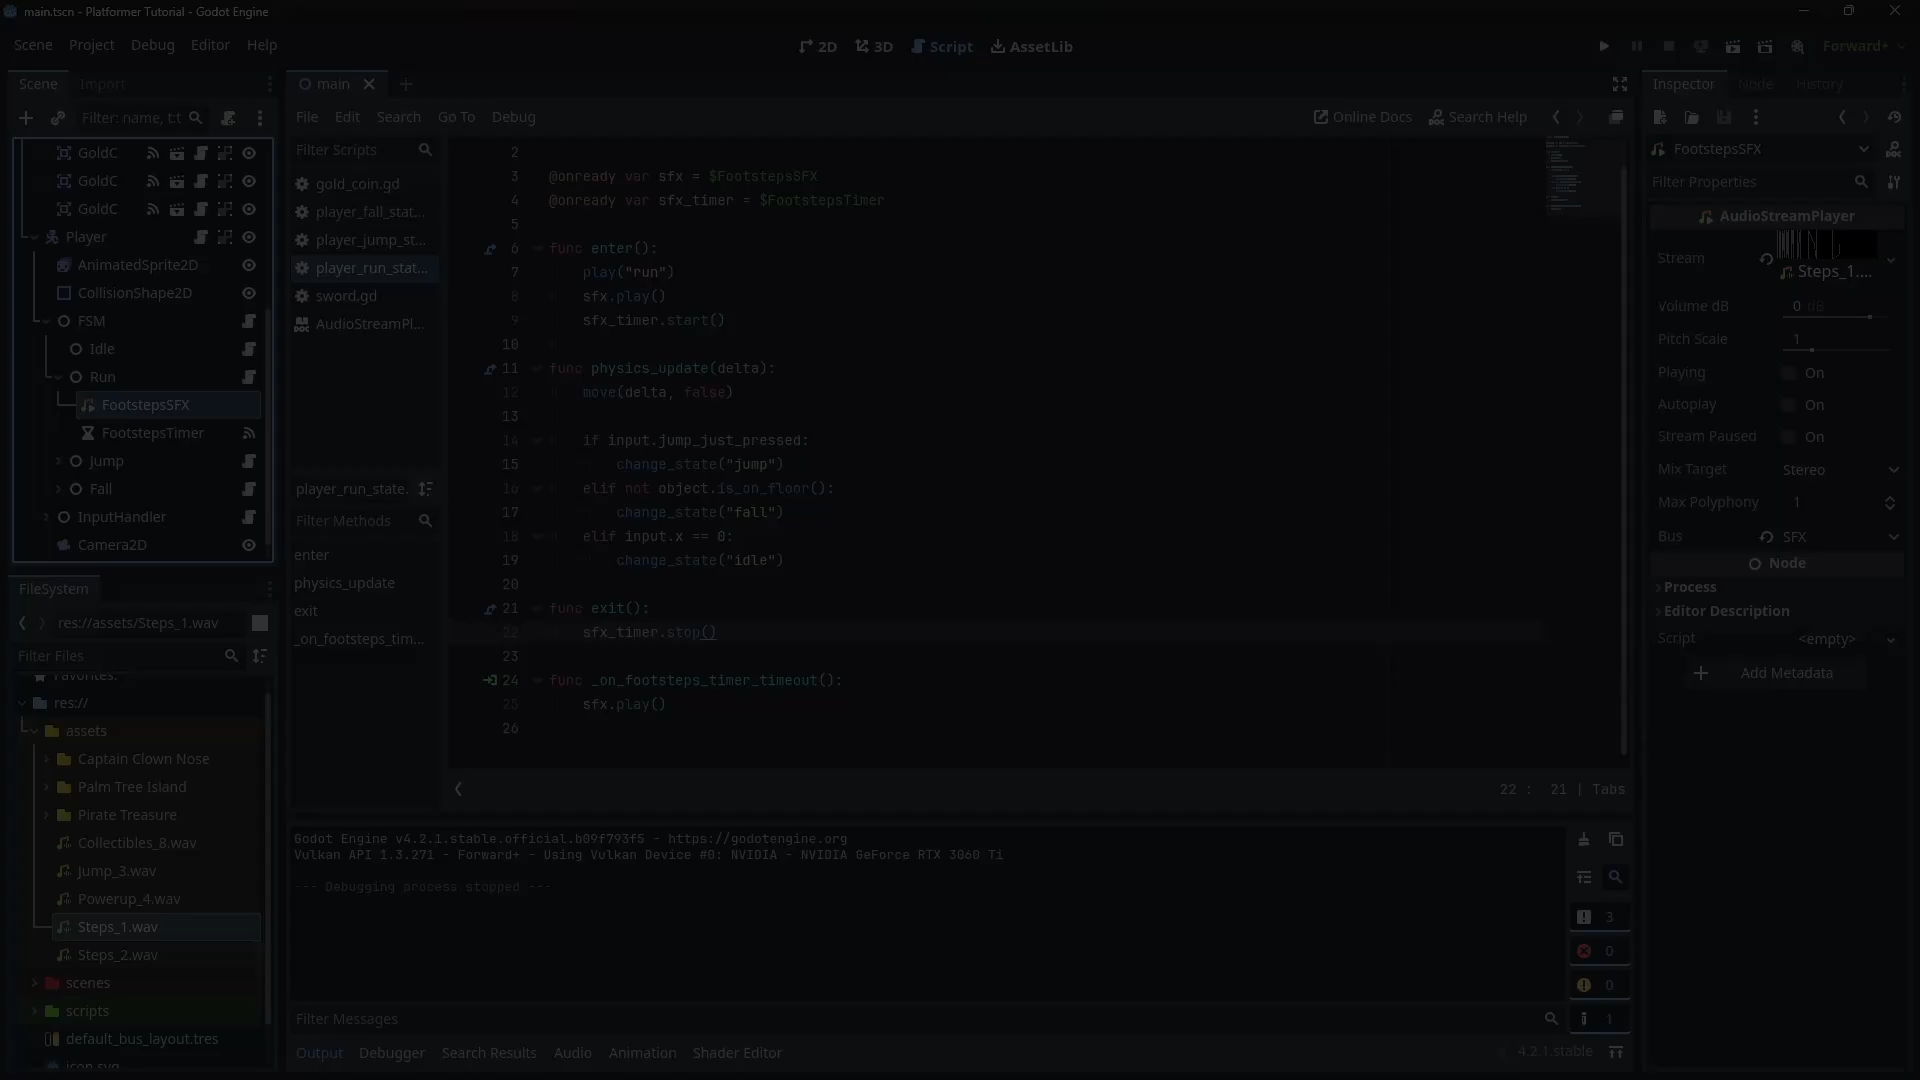 main.tscn - Platformer Tutorial - Godot Engine
Scene Project Debug Editor Help
2D 3D Script AssetLib
Forward+
Scene Import
Filter: name, t:t
GoldC
GoldC
GoldC
Player
AnimatedSprite2D
CollisionShape2D
FSM
Idle
Run
FootstepsSFX
FootstepsTimer
Jump
Fall
InputHandler
Camera2D
FileSystem
res://assets/Steps_1.wav
Filter Files
Favorites:
res://
assets
Captain Clown Nose
Palm Tree Island
Pirate Treasure
Collectibles_8.wav
Jump_3.wav
Powerup_4.wav
Steps_1.wav
Steps_2.wav
scenes
scripts
default_bus_layout.tres
icon.svg
main
File Edit Search Go To Debug
Online Docs Search Help
Filter Scripts
gold_coin.gd
player_fall_stat...
player_jump_st...
player_run_stat...
sword.gd
AudioStreamPl...
player_run_state.
Filter Methods
enter
physics_update
exit
_on_footsteps_tim...
2
3 @onready var sfx = $FootstepsSFX
4 @onready var sfx_timer = $FootstepsTimer
5
6 func enter():
7 play("run")
8 sfx.play()
9 sfx_timer.start()
10
11 func physics_update(delta):
12 move(delta, false)
13
14 if input.jump_just_pressed:
15 change_state("jump")
16 elif not object.is_on_floor():
17 change_state("fall")
18 elif input.x == 0:
19 change_state("idle")
20
21 func exit():
22 sfx_timer.stop()
23
24 func _on_footsteps_timer_timeout():
25 sfx.play()
26
22 : 21 | Tabs
Godot Engine v4.2.1.stable.official.b09f793f5 - https://godotengine.org
Vulkan API 1.3.271 - Forward+ - Using Vulkan Device #0: NVIDIA - NVIDIA GeForce RTX 3060 Ti
--- Debugging process stopped ---
3
0
0
1
Filter Messages
Output Debugger Search Results Audio Animation Shader Editor
4.2.1.stable
Inspector Node History
FootstepsSFX
Filter Properties
AudioStreamPlayer
Stream Steps_1....
Volume dB 0 dB
Pitch Scale 1
Playing On
Autoplay On
Stream Paused On
Mix Target Stereo
Max Polyphony 1
Bus SFX
Node
Process
Editor Description
Script <empty>
Add Metadata